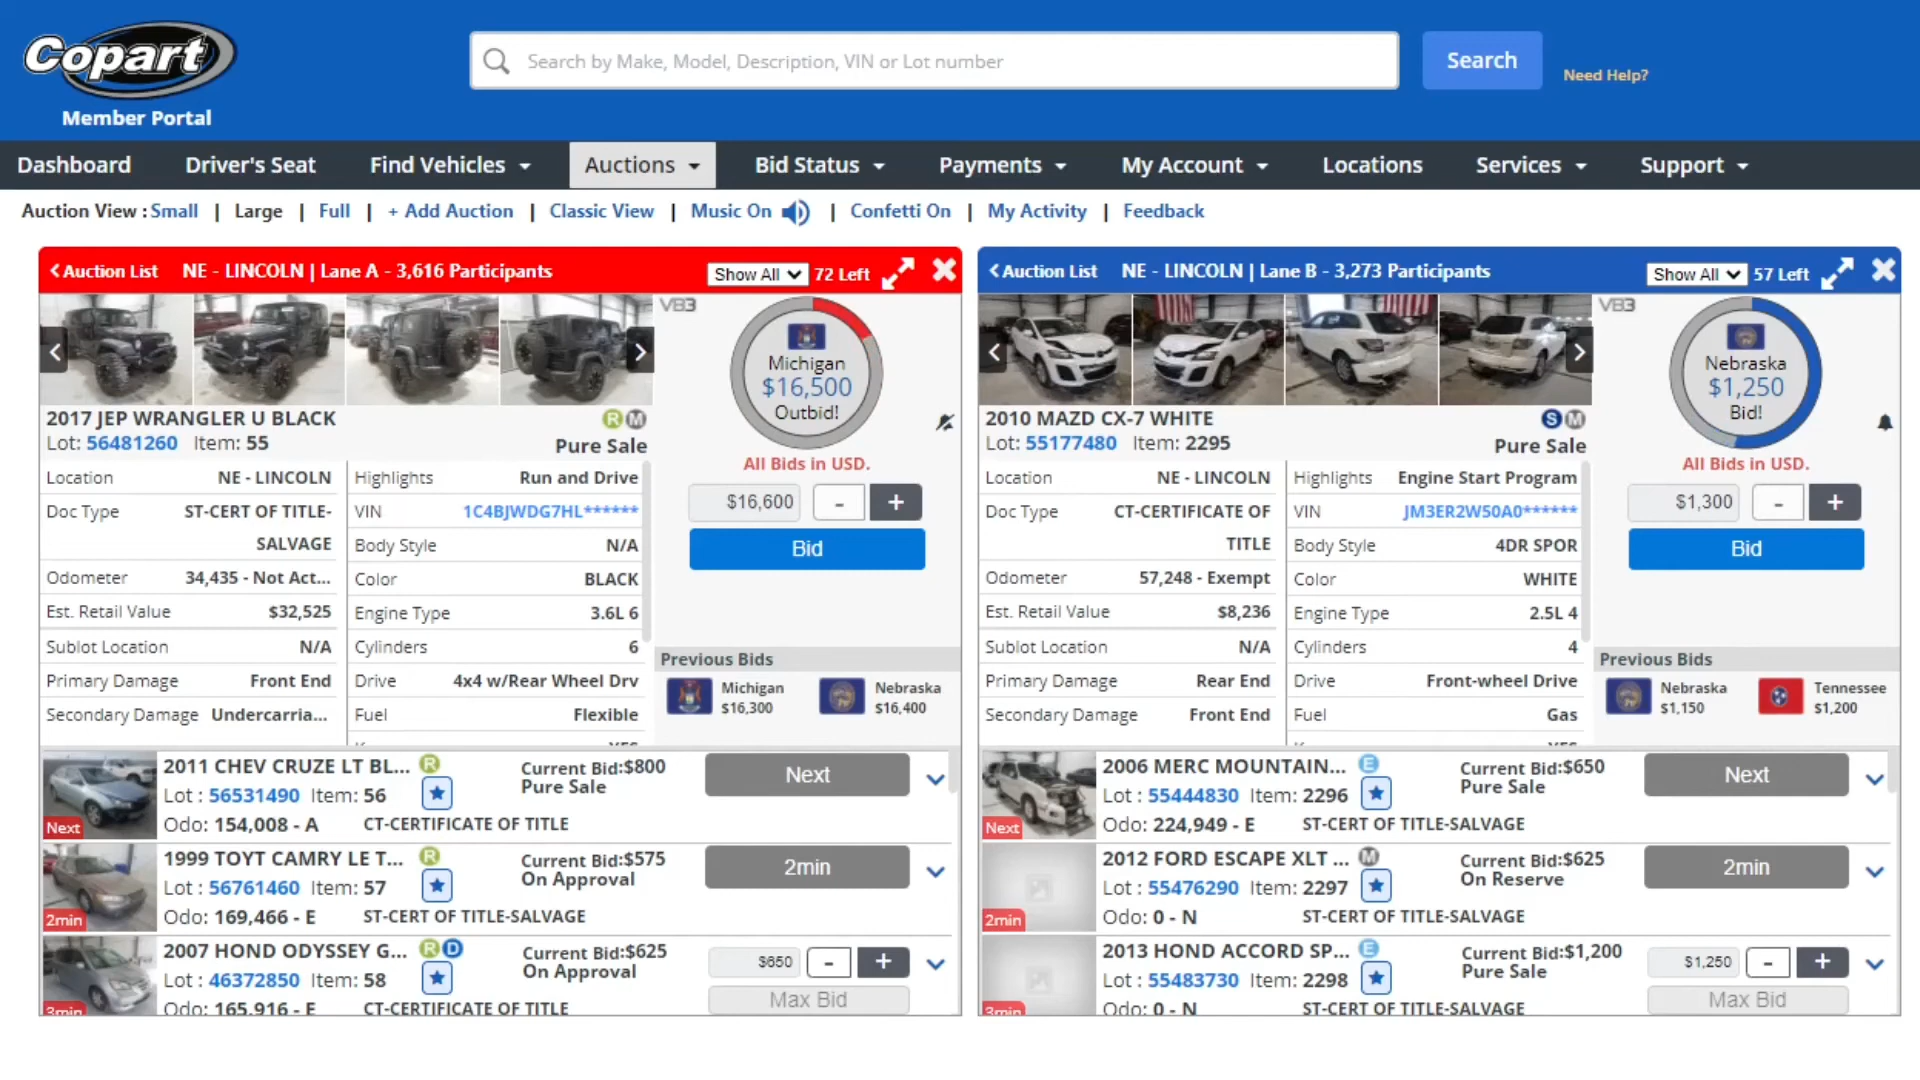 Copart
Member Portal
Search by Make, Model, Description, VIN or Lot number
Search
Need Help?
Dashboard
Driver's Seat
Find Vehicles
Auctions
Bid Status
Payments
My Account
Locations
Services
Support
Auction View : Small | Large | Full | + Add Auction | Classic View | Music On | Confetti On | My Activity | Feedback
Auction List NE - LINCOLN | Lane A - 3,616 Participants Show All 72 Left
VB3
Michigan
$16,500
Outbid!
2017 JEP WRANGLER U BLACK R M
Lot: 56481260 Item: 55 Pure Sale
All Bids in USD.
$16,600 - +
Bid
Location NE - LINCOLN
Doc Type ST-CERT OF TITLE-
SALVAGE
Odometer 34,435 - Not Act...
Est. Retail Value $32,525
Sublot Location N/A
Primary Damage Front End
Secondary Damage Undercarria...
Highlights Run and Drive
VIN 1C4BJWDG7HL******
Body Style N/A
Color BLACK
Engine Type 3.6L 6
Cylinders 6
Drive 4x4 w/Rear Wheel Drv
Fuel Flexible
Previous Bids
Michigan
$16,300
Nebraska
$16,400
2011 CHEV CRUZE LT BL... R
Current Bid:$800
Pure Sale
Next
Lot : 56531490 Item: 56
Odo: 154,008 - A CT-CERTIFICATE OF TITLE
Next
1999 TOYT CAMRY LE T... R
Current Bid:$575
On Approval
2min
Lot : 56761460 Item: 57
Odo: 169,466 - E ST-CERT OF TITLE-SALVAGE
2min
2007 HOND ODYSSEY G... R D
Current Bid:$625
On Approval
$650 - +
Max Bid
Lot : 46372850 Item: 58
Odo: 165,916 - E CT-CERTIFICATE OF TITLE
3min
Auction List NE - LINCOLN | Lane B - 3,273 Participants Show All 57 Left
VB3
Nebraska
$1,250
Bid!
2010 MAZD CX-7 WHITE S M
Lot: 55177480 Item: 2295 Pure Sale
All Bids in USD.
$1,300 - +
Bid
Location NE - LINCOLN
Doc Type CT-CERTIFICATE OF
TITLE
Odometer 57,248 - Exempt
Est. Retail Value $8,236
Sublot Location N/A
Primary Damage Rear End
Secondary Damage Front End
Highlights Engine Start Program
VIN JM3ER2W50A0******
Body Style 4DR SPOR
Color WHITE
Engine Type 2.5L 4
Cylinders 4
Drive Front-wheel Drive
Fuel Gas
Previous Bids
Nebraska
$1,150
Tennessee
$1,200
2006 MERC MOUNTAIN... E
Current Bid:$650
Pure Sale
Next
Lot : 55444830 Item: 2296
Odo: 224,949 - E ST-CERT OF TITLE-SALVAGE
Next
2012 FORD ESCAPE XLT ... M
Current Bid:$625
On Reserve
2min
Lot : 55476290 Item: 2297
Odo: 0 - N ST-CERT OF TITLE-SALVAGE
2min
2013 HOND ACCORD SP... E
Current Bid:$1,200
Pure Sale
$1,250 - +
Max Bid
Lot : 55483730 Item: 2298
Odo: 0 - N ST-CERT OF TITLE-SALVAGE
3min